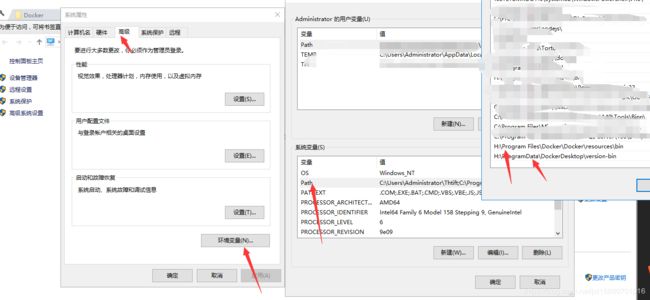 Docker
为便于访问，可将书签直
控制面板主页
设备管理器
远程设置
系统保护
高级系统设置
系统属性
计算机名 硬件 高级 系统保护 远程
要进行大多数更改，你必须作为管理员登录。
性能
视觉效果，处理器计划，内存使用，以及虚拟内存
设置(S)...
用户配置文件
与登录帐户相关的桌面设置
设置(E)...
启动和故障恢复
系统启动、系统故障和调试信息
设置(T)...
环境变量(N)...
确定 取消
Administrator 的用户变量(U)
变量 值
Path
TEMP C:\Users\Administrator\AppData\Loca
新建(N)...
系统变量(S)
变量 值
OS Windows_NT
Path C:\Users\Administrator\Thtift;C:\Progr
PATHEXT .COM;.EXE;.BAT;.CMD;.VBS;.VBE;.JS;.
PROCESSOR_ARCHITECT... AMD64
PROCESSOR_IDENTIFIER Intel64 Family 6 Model 158 Stepping 9, GenuineIntel
PROCESSOR_LEVEL 6
PROCESSOR_REVISION 9e09
新建(W)... 编辑(I)... 删除(L)
确定 取消
H:\Program Files\Docker\Docker\resources\bin
H:\ProgramData\DockerDesktop\version-bin
更改产品密钥